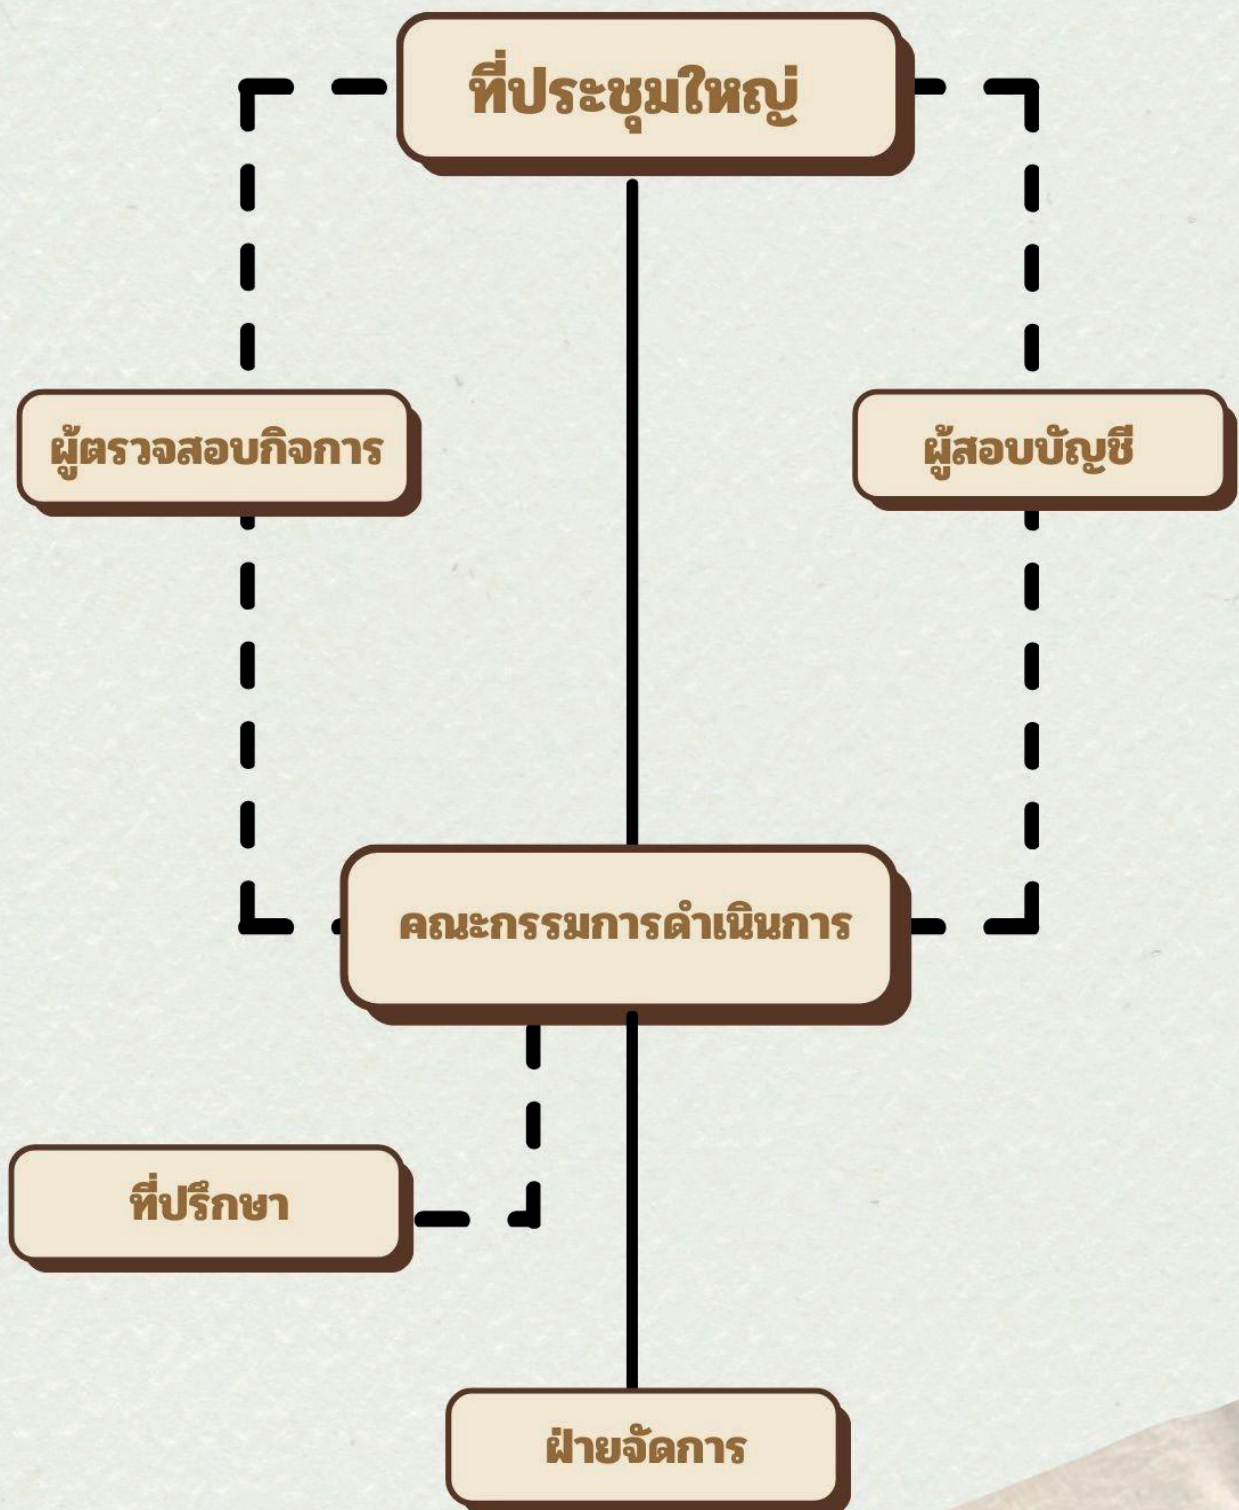 ที่ประชุมใหญ่
ผู้ตรวจสอบกิจการ
ผู้สอบบัญชี
คณะกรรมการดำเนินการ
ที่ปรึกษา
ฝ่ายจัดการ